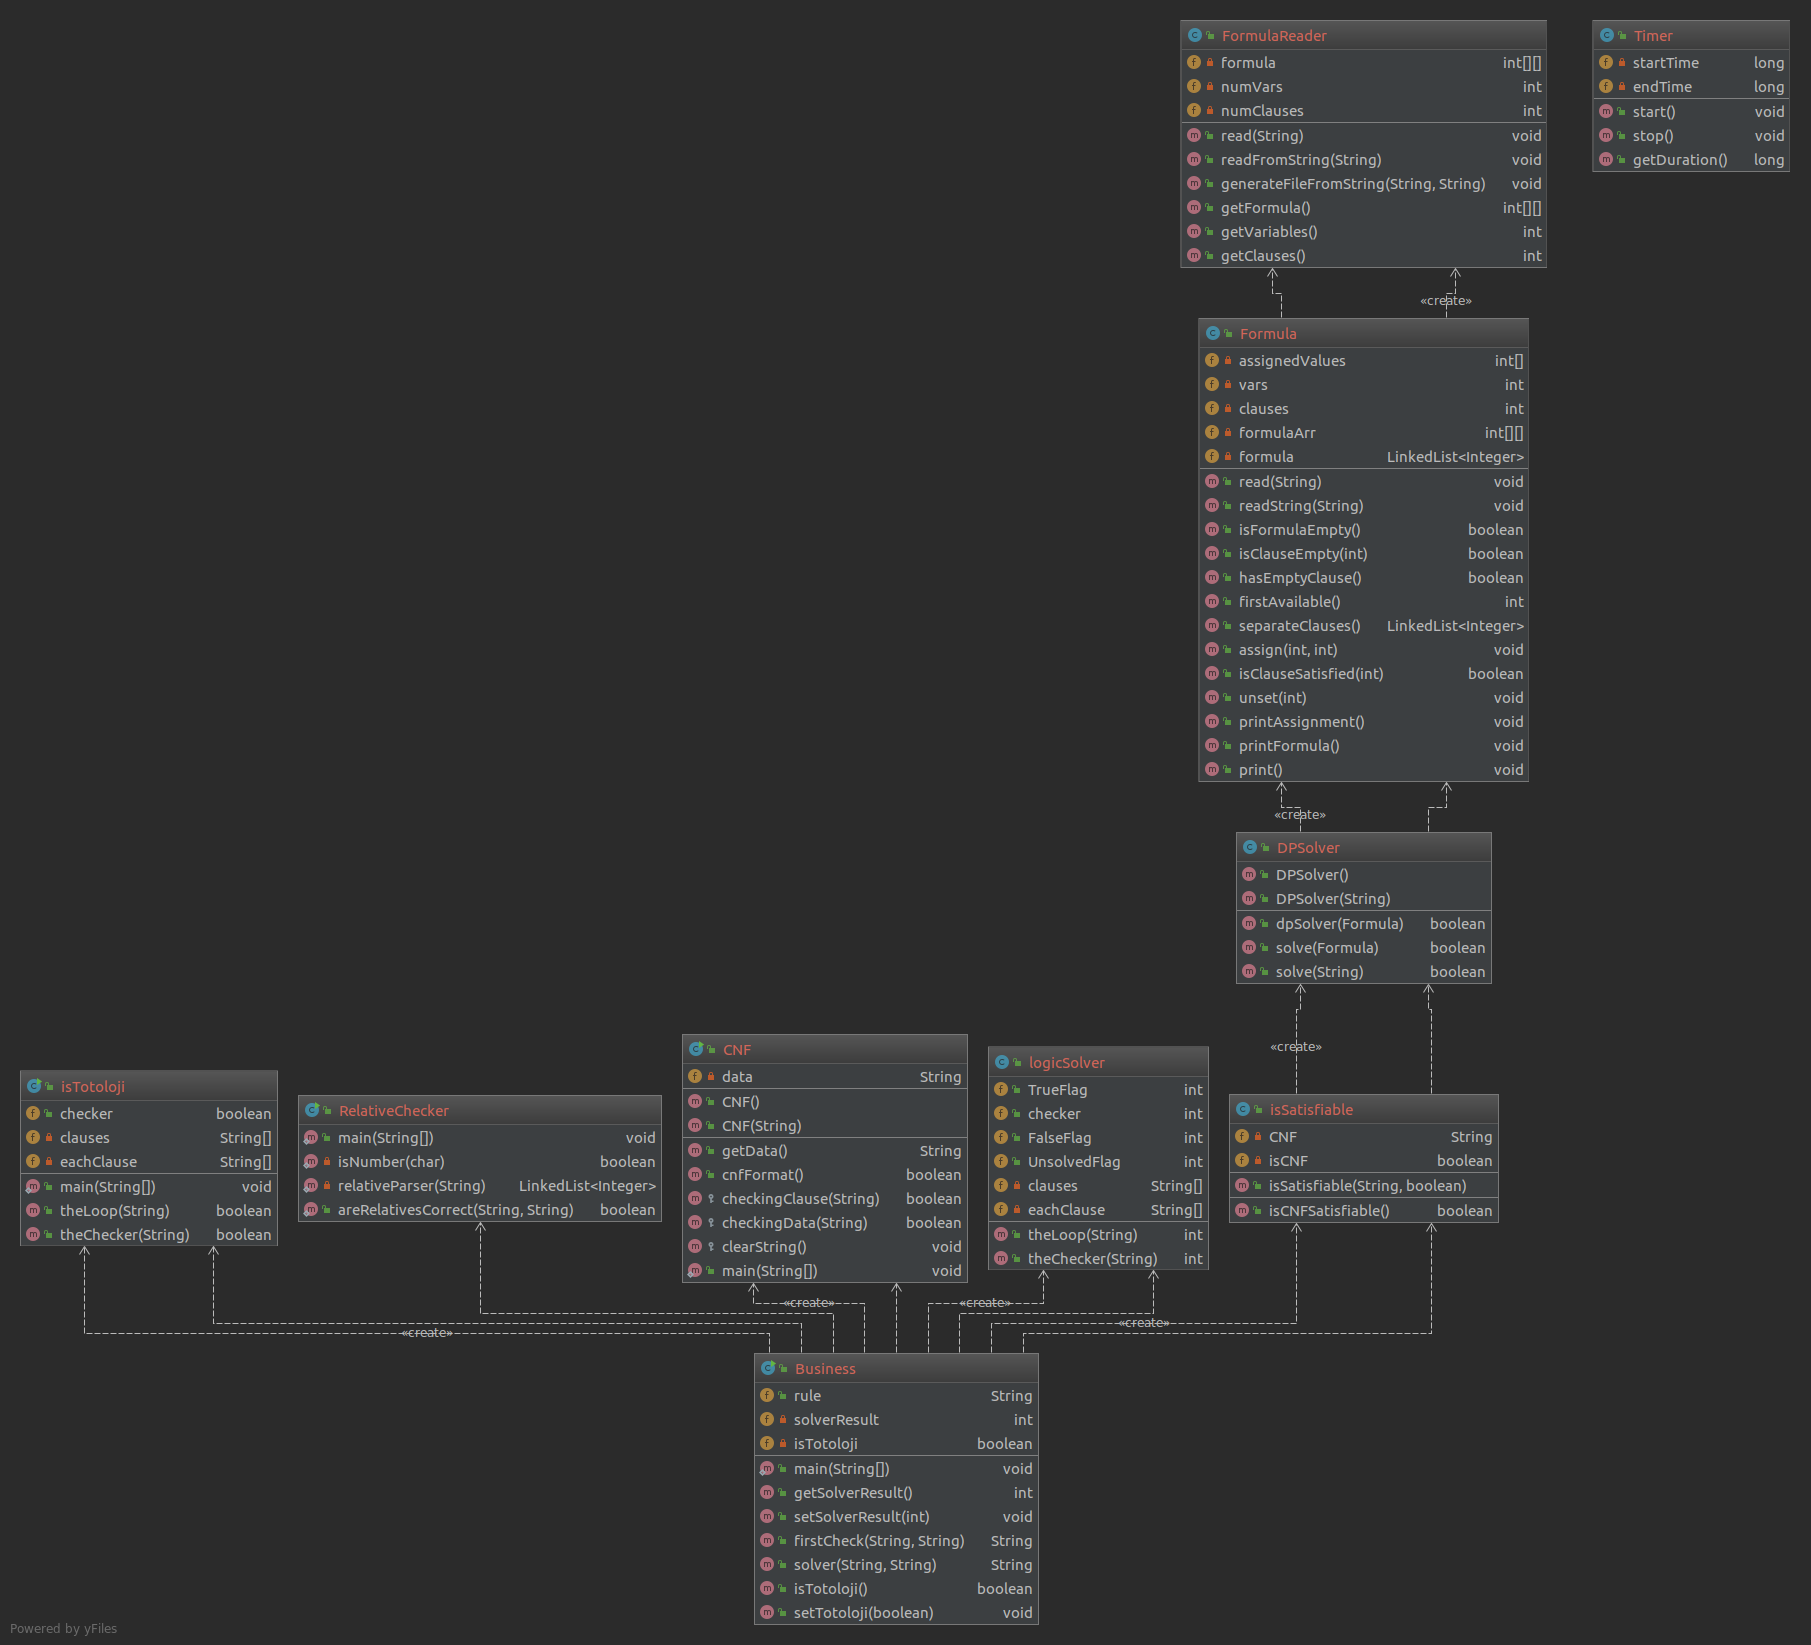 FormulaReader
formula int[][]
numVars int
numClauses int
read(String) void
readFromString(String) void
generateFileFromString(String, String) void
getFormula() int[][]
getVariables() int
getClauses() int
Timer
startTime long
endTime long
start() void
stop() void
getDuration() long
«create»
Formula
assignedValues int[]
vars int
clauses int
formulaArr int[][]
formula LinkedList<Integer>
read(String) void
readString(String) void
isFormulaEmpty() boolean
isClauseEmpty(int) boolean
hasEmptyClause() boolean
firstAvailable() int
separateClauses() LinkedList<Integer>
assign(int, int) void
isClauseSatisfied(int) boolean
unset(int) void
printAssignment() void
printFormula() void
print() void
«create»
DPSolver
DPSolver()
DPSolver(String)
dpSolver(Formula) boolean
solve(Formula) boolean
solve(String) boolean
«create»
isTotoloji
checker boolean
clauses String[]
eachClause String[]
main(String[]) void
theLoop(String) boolean
theChecker(String) boolean
RelativeChecker
main(String[]) void
isNumber(char) boolean
relativeParser(String) LinkedList<Integer>
areRelativesCorrect(String, String) boolean
CNF
data String
CNF()
CNF(String)
getData() String
cnfFormat() boolean
checkingClause(String) boolean
checkingData(String) boolean
clearString() void
main(String[]) void
logicSolver
TrueFlag int
checker int
FalseFlag int
UnsolvedFlag int
clauses String[]
eachClause String[]
theLoop(String) int
theChecker(String) int
isSatisfiable
CNF String
isCNF boolean
isSatisfiable(String, boolean)
isCNFSatisfiable() boolean
«create»
«create»
«create»
«create»
Business
rule String
solverResult int
isTotoloji boolean
main(String[]) void
getSolverResult() int
setSolverResult(int) void
firstCheck(String, String) String
solver(String, String) String
isTotoloji() boolean
setTotoloji(boolean) void
Powered by yFiles